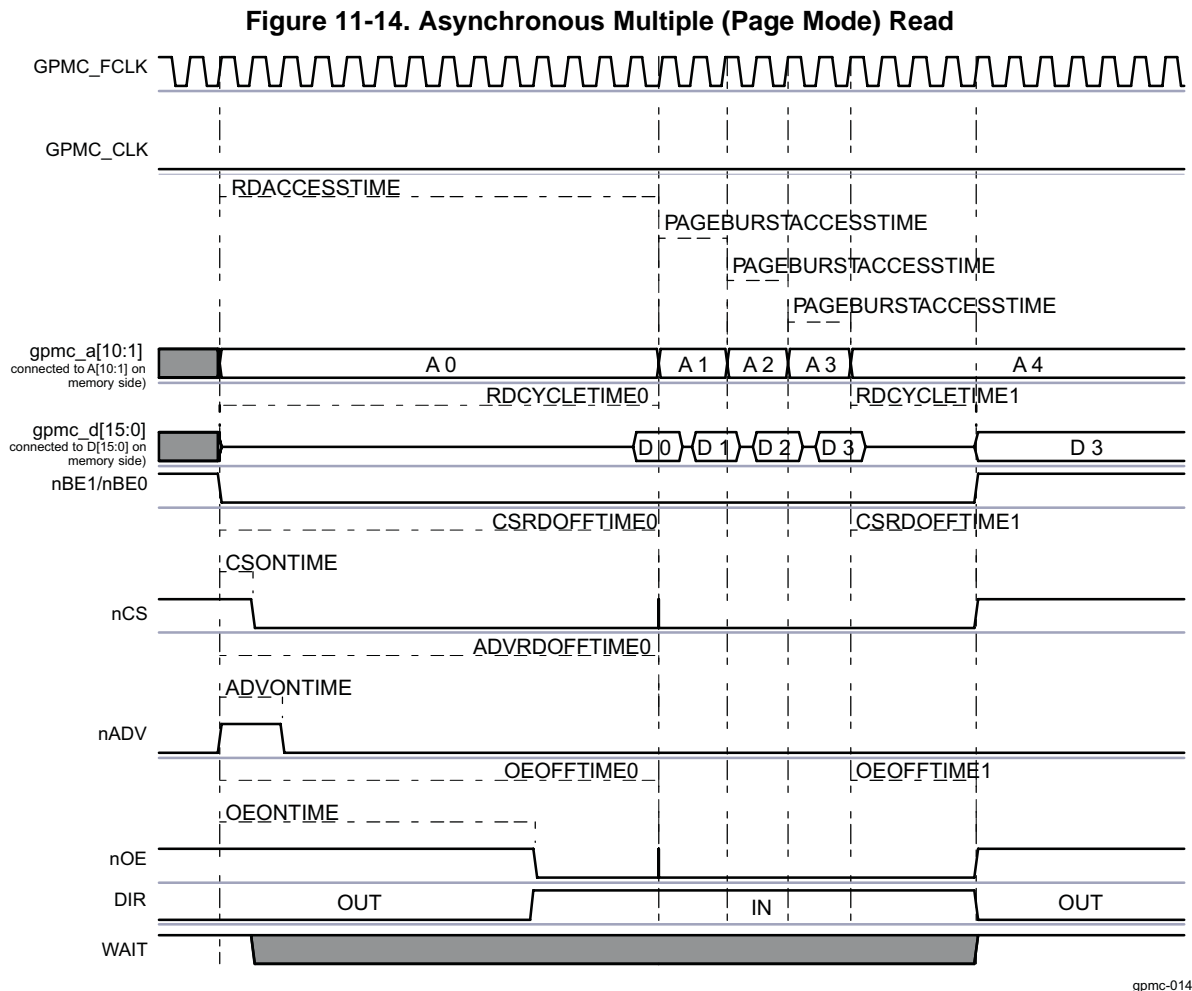 Figure 11-14. Asynchronous Multiple (Page Mode) Read
GPMC_FCLK
GPMC_CLK
RDACCESSTIME
PAGEBURSTACCESSTIME
PAGEBURSTACCESSTIME
PAGEBURSTACCESSTIME
gpmc_a[10:1]
connected to A[10:1] on
memory side)
A 0
A 1
A 2
A 3
A 4
RDCYCLETIME0
RDCYCLETIME1
gpmc_d[15:0]
connected to D[15:0] on
memory side)
D 0
D 1
D 2
D 3
D 3
nBE1/nBE0
CSRDOFFTIME0
CSRDOFFTIME1
CSONTIME
nCS
ADVRDOFFTIME0
ADVONTIME
nADV
OEOFFTIME0
OEOFFTIME1
OEONTIME
nOE
DIR
OUT
IN
OUT
WAIT
gpmc-014